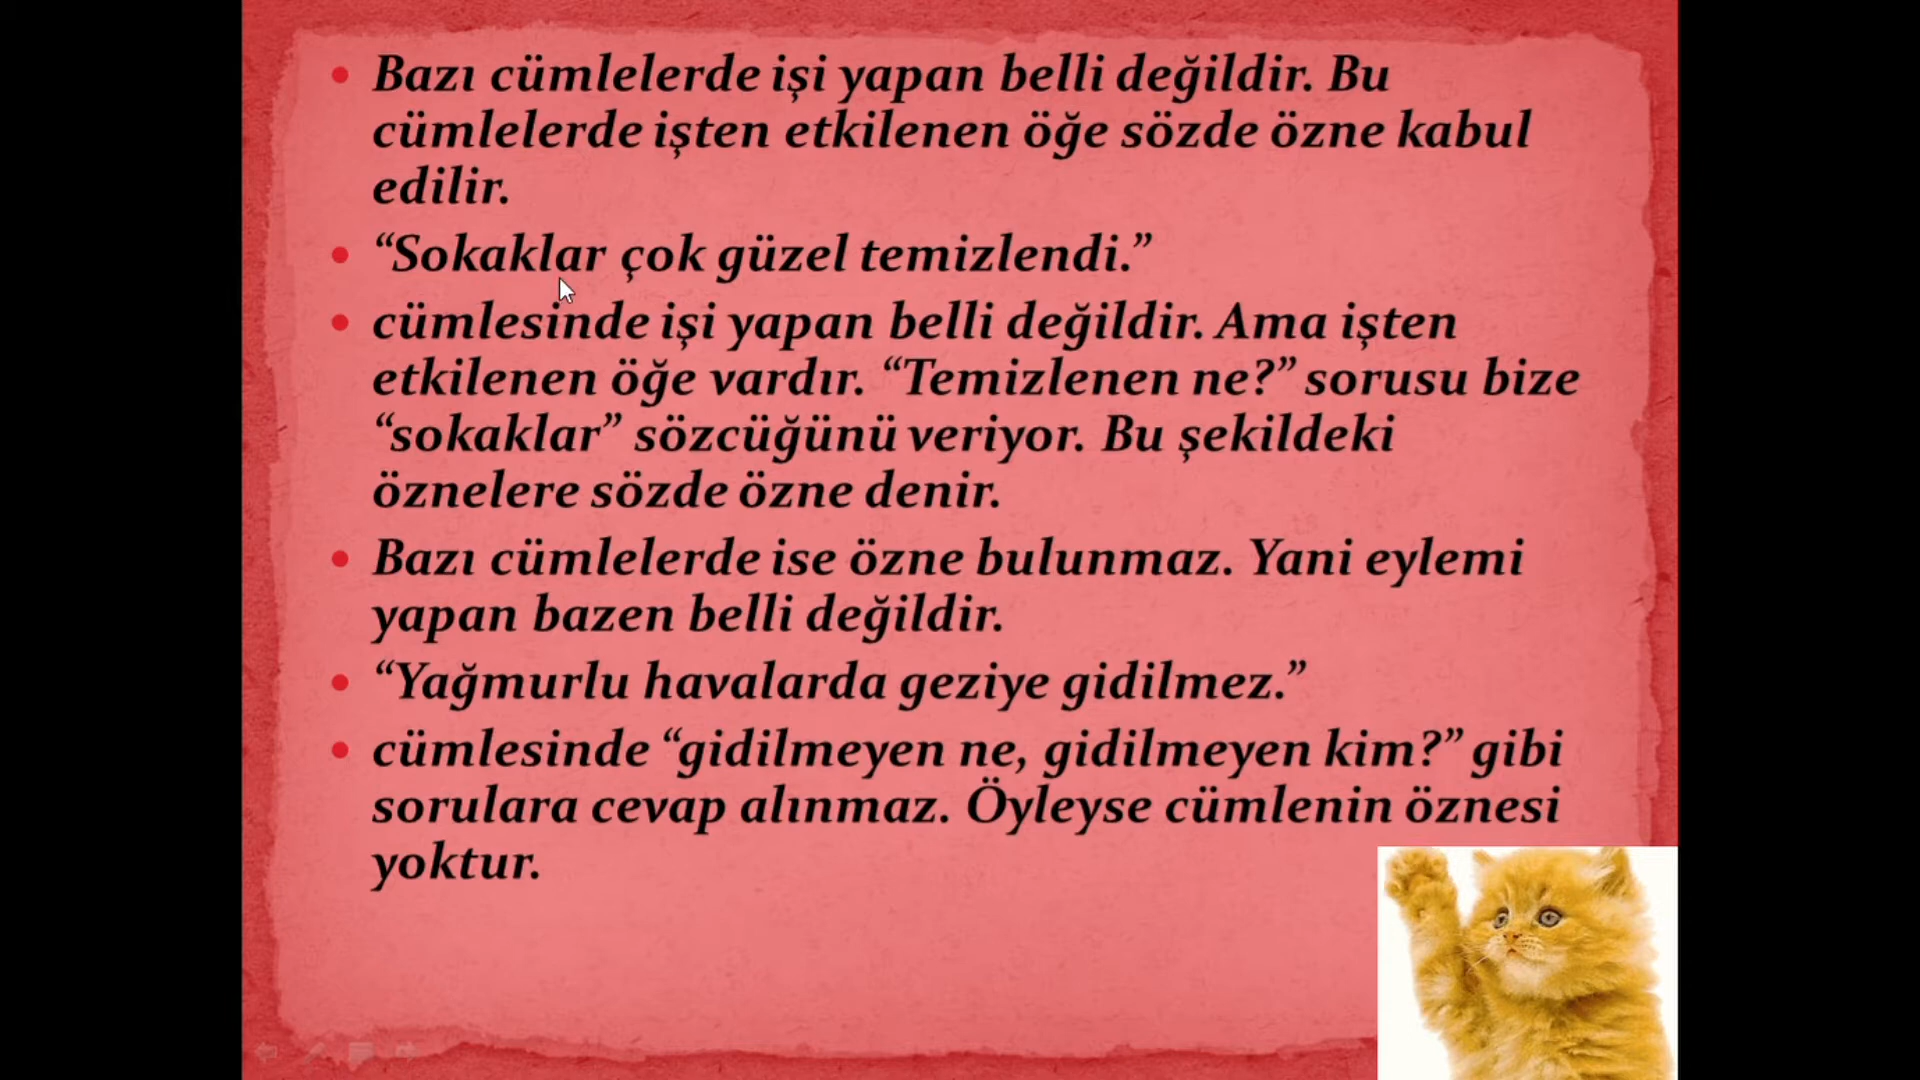 Bazı cümlelerde işi yapan belli değildir. Bu
cümlelerde işten etkilenen öğe sözde özne kabul
edilir.
“Sokaklar çok güzel temizlendi.”
cümlesinde işi yapan belli değildir. Ama işten
etkilenen öğe vardır. “Temizlenen ne?” sorusu bize
“sokaklar” sözcüğünü veriyor. Bu şekildeki
öznelere sözde özne denir.
Bazı cümlelerde ise özne bulunmaz. Yani eylemi
yapan bazen belli değildir.
“Yağmurlu havalarda geziye gidilmez.”
cümlesinde “gidilmeyen ne, gidilmeyen kim?” gibi
sorulara cevap alınmaz. Öyleyse cümlenin öznesi
yoktur.